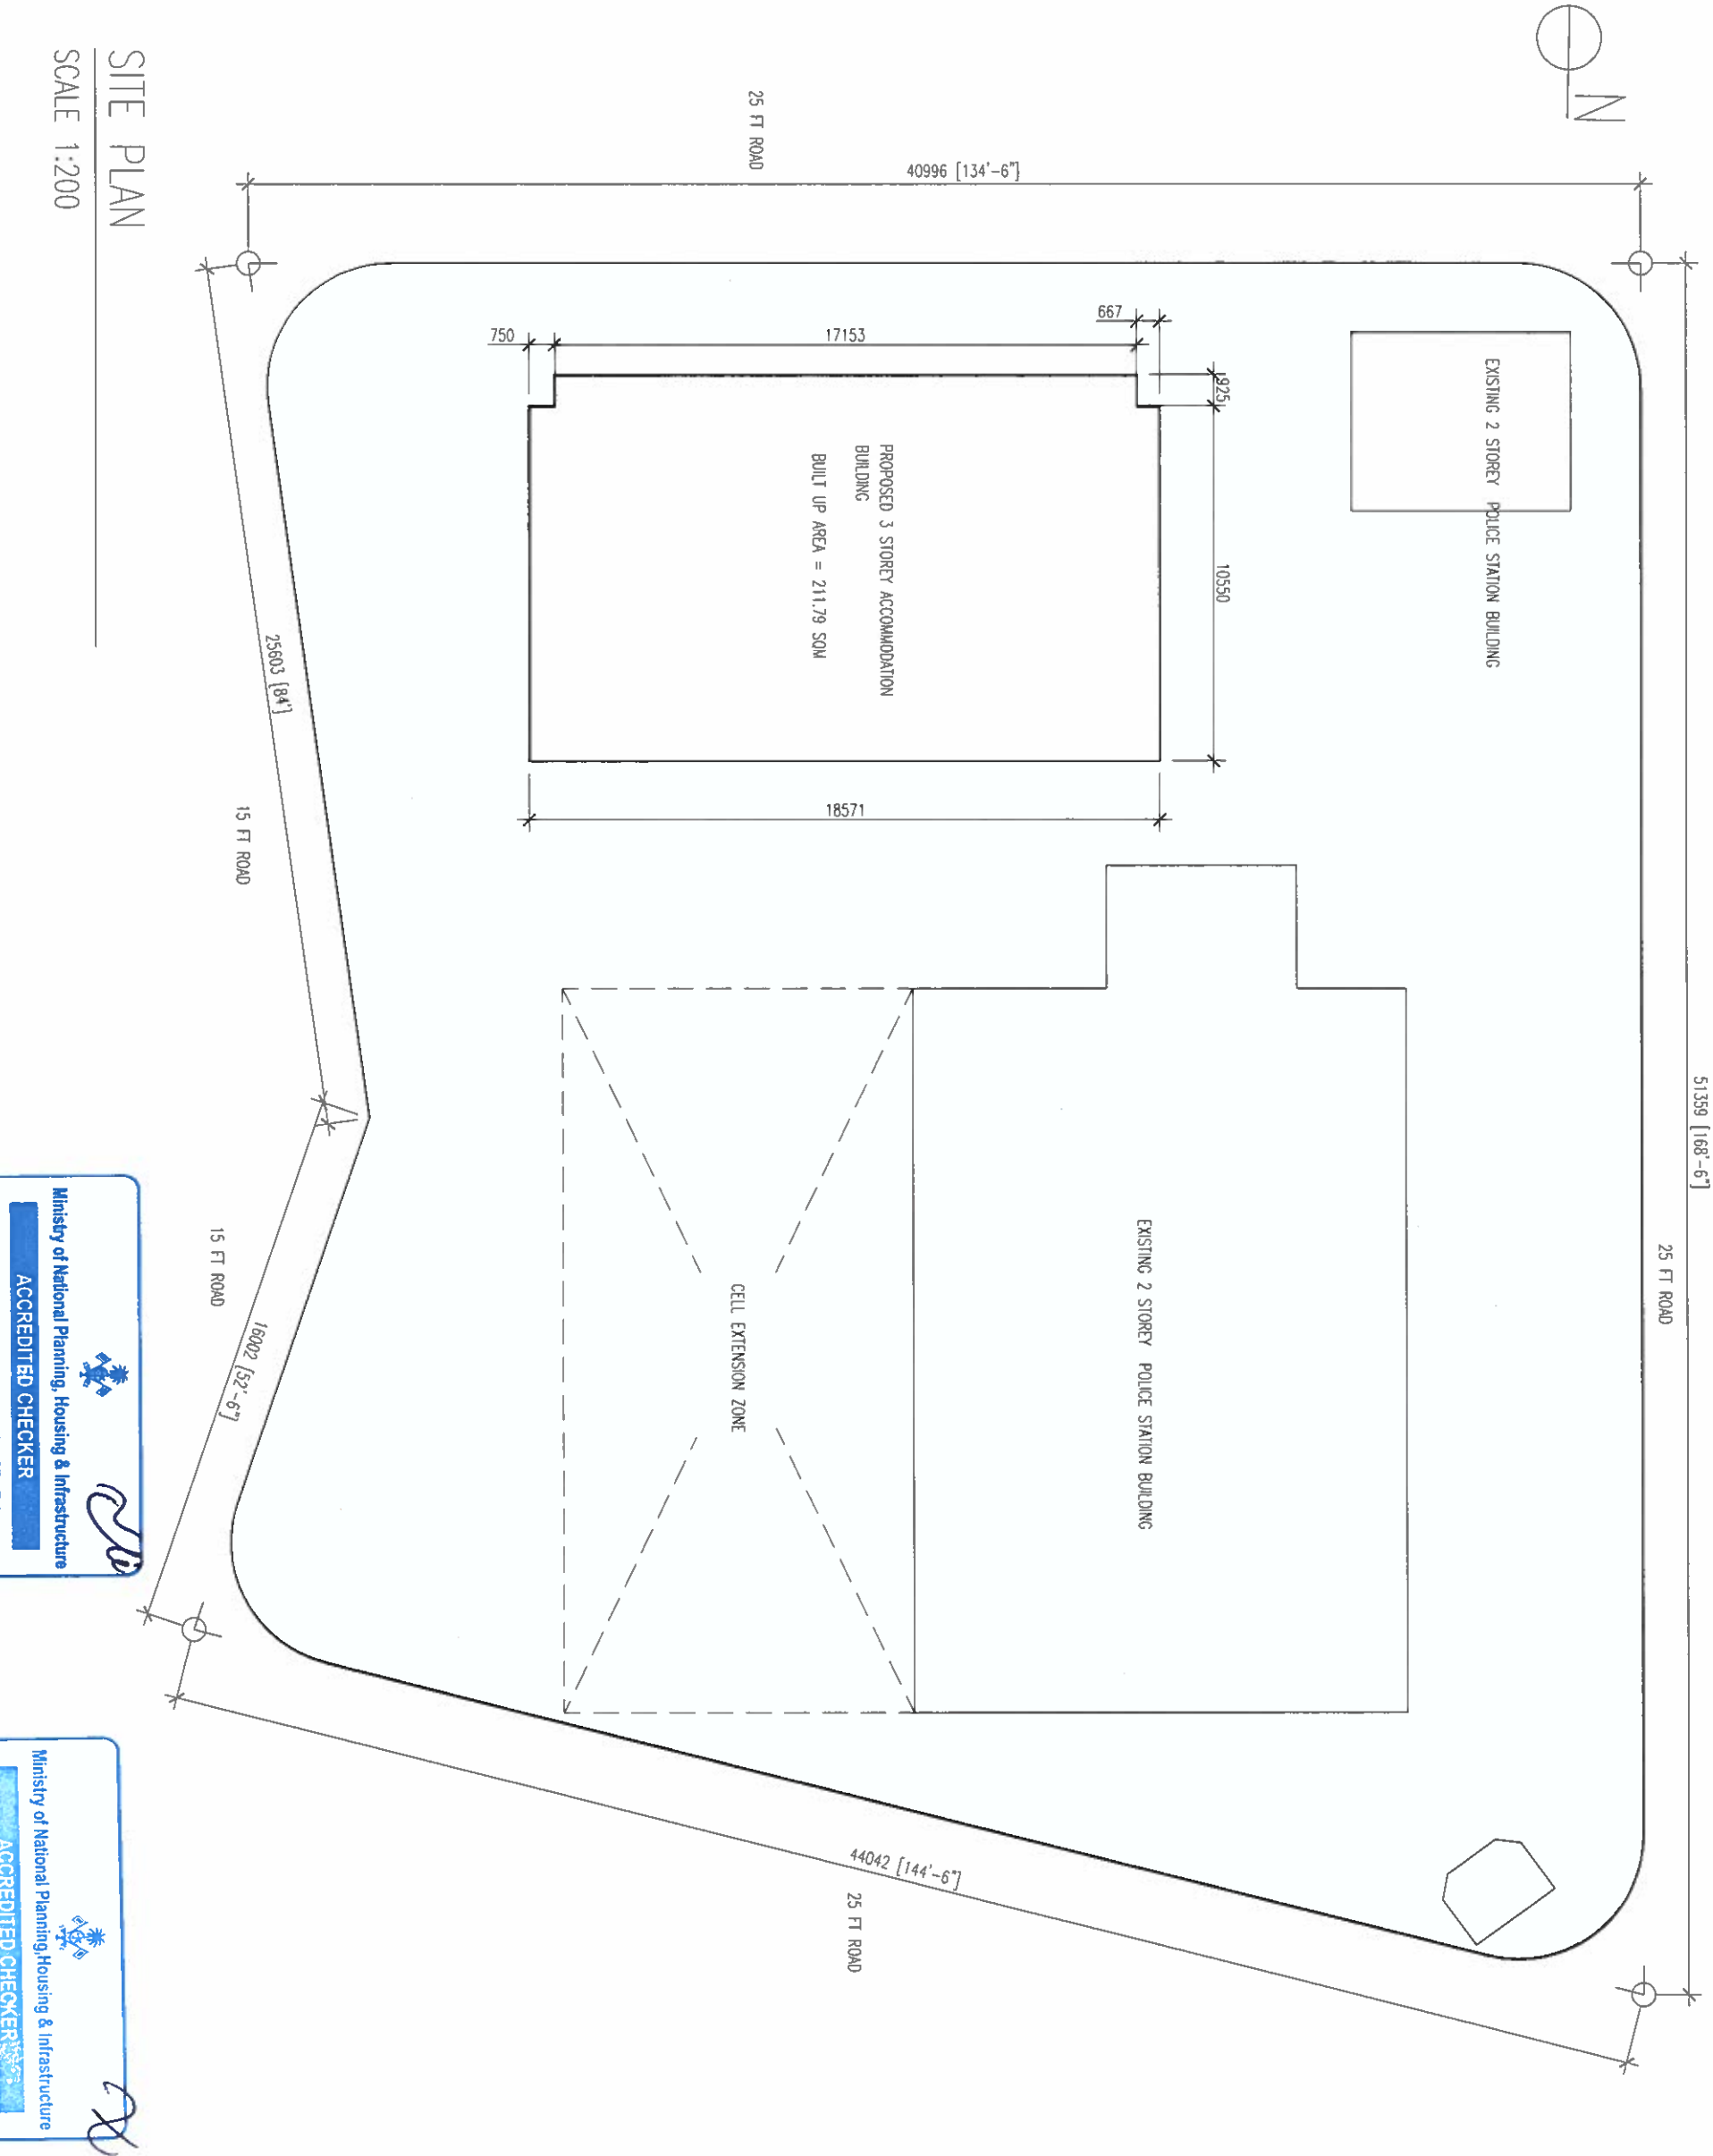 N
51359 [168'-6"]
25 FT ROAD
40996 [134'-6"]
25 FT ROAD
EXISTING 2 STOREY POLICE STATION BUILDING
667
17153
750
925
10550
18571
PROPOSED 3 STOREY ACCOMMODATION
BUILDING
BUILT UP AREA = 211.79 SQM
EXISTING 2 STOREY POLICE STATION BUILDING
CELL EXTENSION ZONE
25603 [84']
15 FT ROAD
16002 [52'-6"]
15 FT ROAD
44042 [144'-6"]
25 FT ROAD
SITE PLAN
SCALE 1:200
Ministry of National Planning, Housing & Infrastructure
ACCREDITED CHECKER
Ministry of National Planning,Housing & Infrastructure
ACCREDITED CHECKER